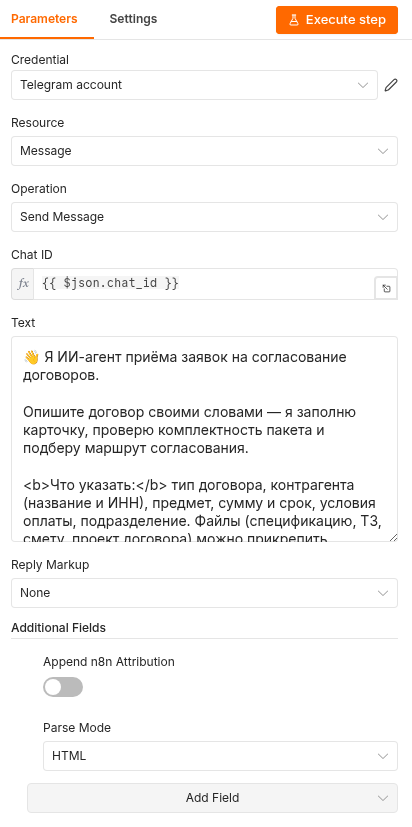 Parameters
Settings
Execute step
Credential
Telegram account
Resource
Message
Operation
Send Message
Chat ID
fx {{ $json.chat_id }}
Text
👋 Я ИИ-агент приёма заявок на согласование
договоров.
Опишите договор своими словами — я заполню
карточку, проверю комплектность пакета и
подберу маршрут согласования.
<b>Что указать:</b> тип договора, контрагента
(название и ИНН), предмет, сумму и срок, условия
оплаты, подразделение. Файлы (спецификацию, ТЗ,
смету, проект договора) можно прикрепить
Reply Markup
None
Additional Fields
Append n8n Attribution
Parse Mode
HTML
Add Field